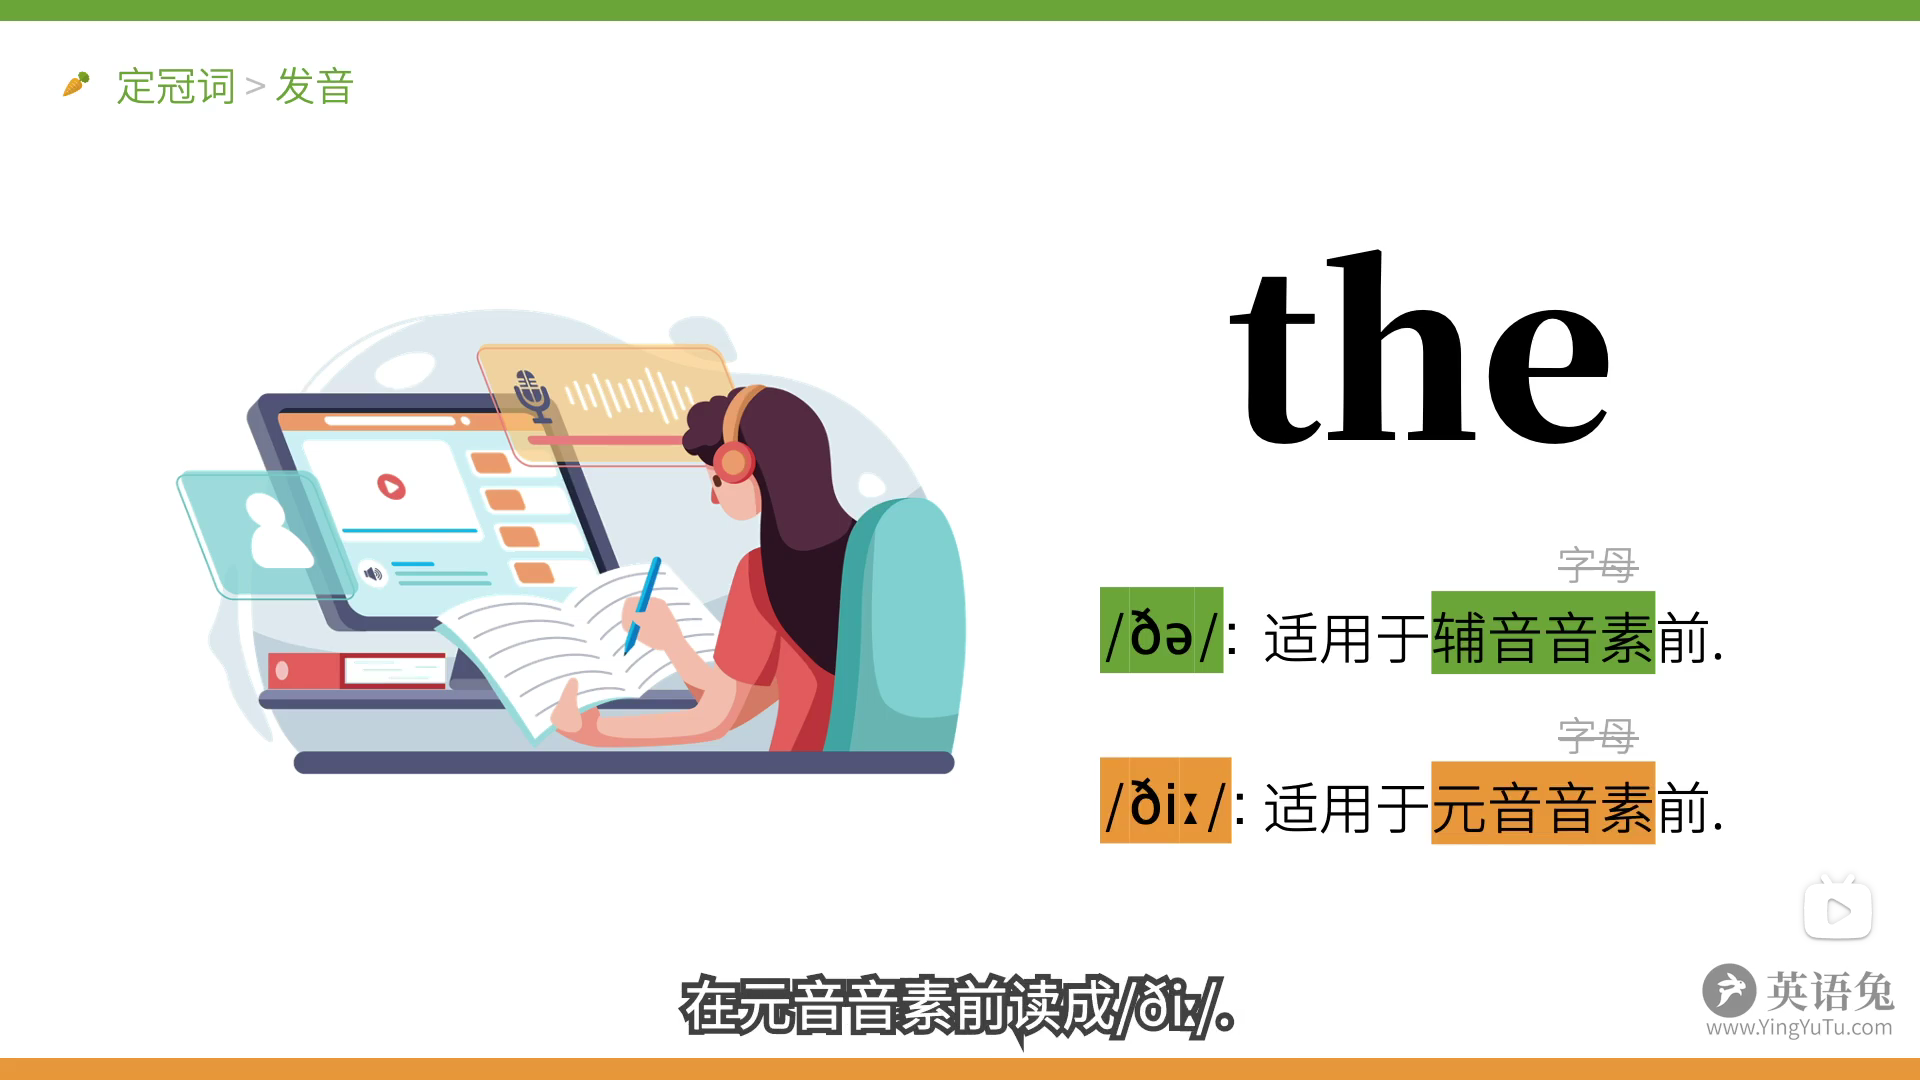 定冠词 > 发音
the
字母
/ðə/: 适用于辅音音素前.
字母
/ðiː/: 适用于元音音素前.
在元音音素前读成/ðiː/。
英语兔
www.YingYuTu.com